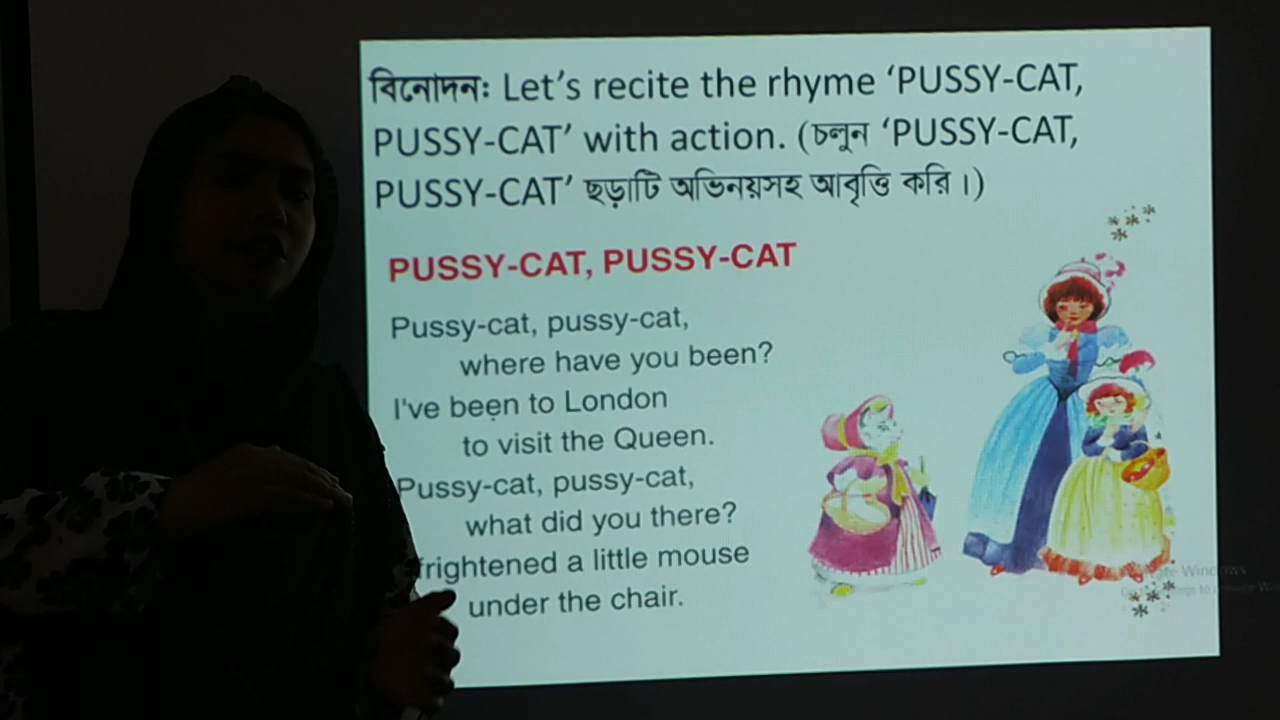 বিনোদনঃ Let's recite the rhyme 'PUSSY-CAT,
PUSSY-CAT' with action. (চলুন 'PUSSY-CAT,
PUSSY-CAT' ছড়াটি অভিনয়সহ আবৃত্তি করি।)
PUSSY-CAT, PUSSY-CAT
Pussy-cat, pussy-cat,
where have you been?
I've been to London
to visit the Queen.
Pussy-cat, pussy-cat,
what did you there?
frightened a little mouse
under the chair.
Windows